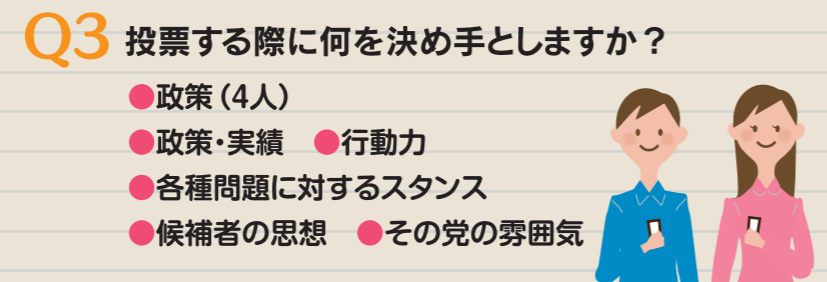 Q3 投票する際に何を決め手としますか？
●政策（4人）
●政策・実績 ●行動力
●各種問題に対するスタンス
●候補者の思想 ●その党の雰囲気